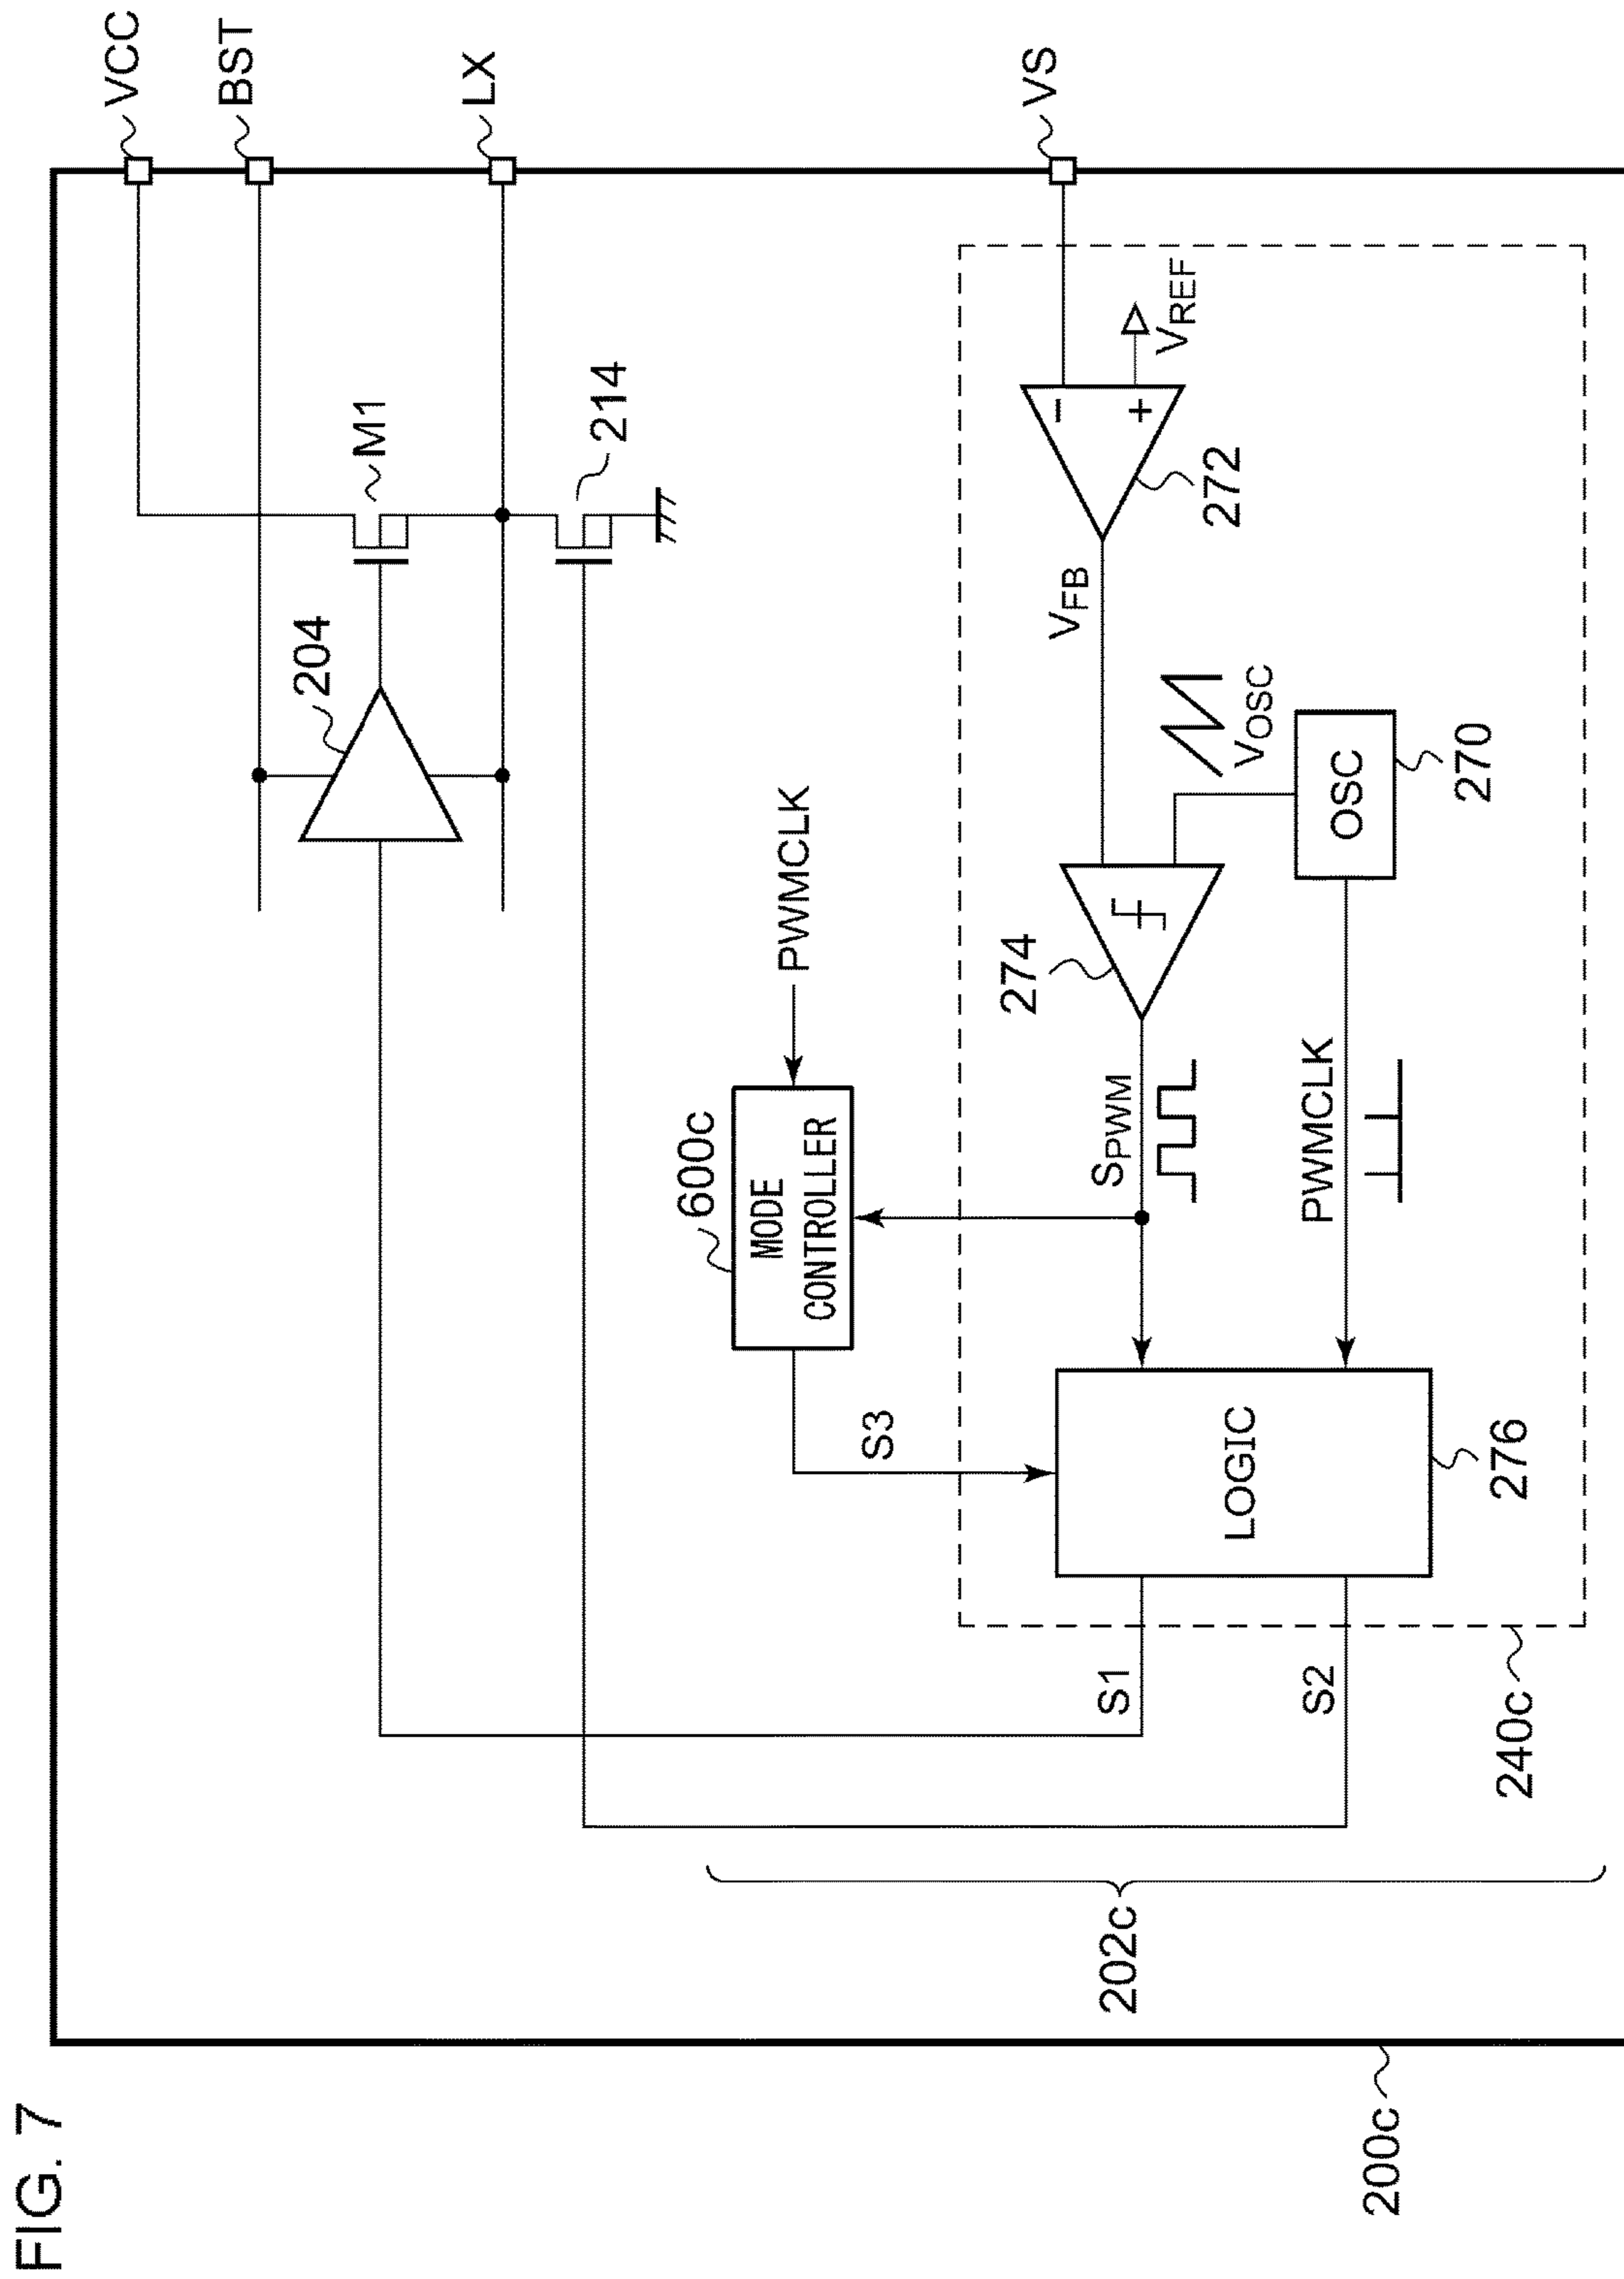 FIG. 7
200c
202c
VCC
BST
LX
VS
M1
204
214
600c
MODE
CONTROLLER
PWMCLK
S3
S1
S2
LOGIC
276
240c
SPWM
PWMCLK
274
VFB
VOSC
OSC
270
272
−
+
VREF